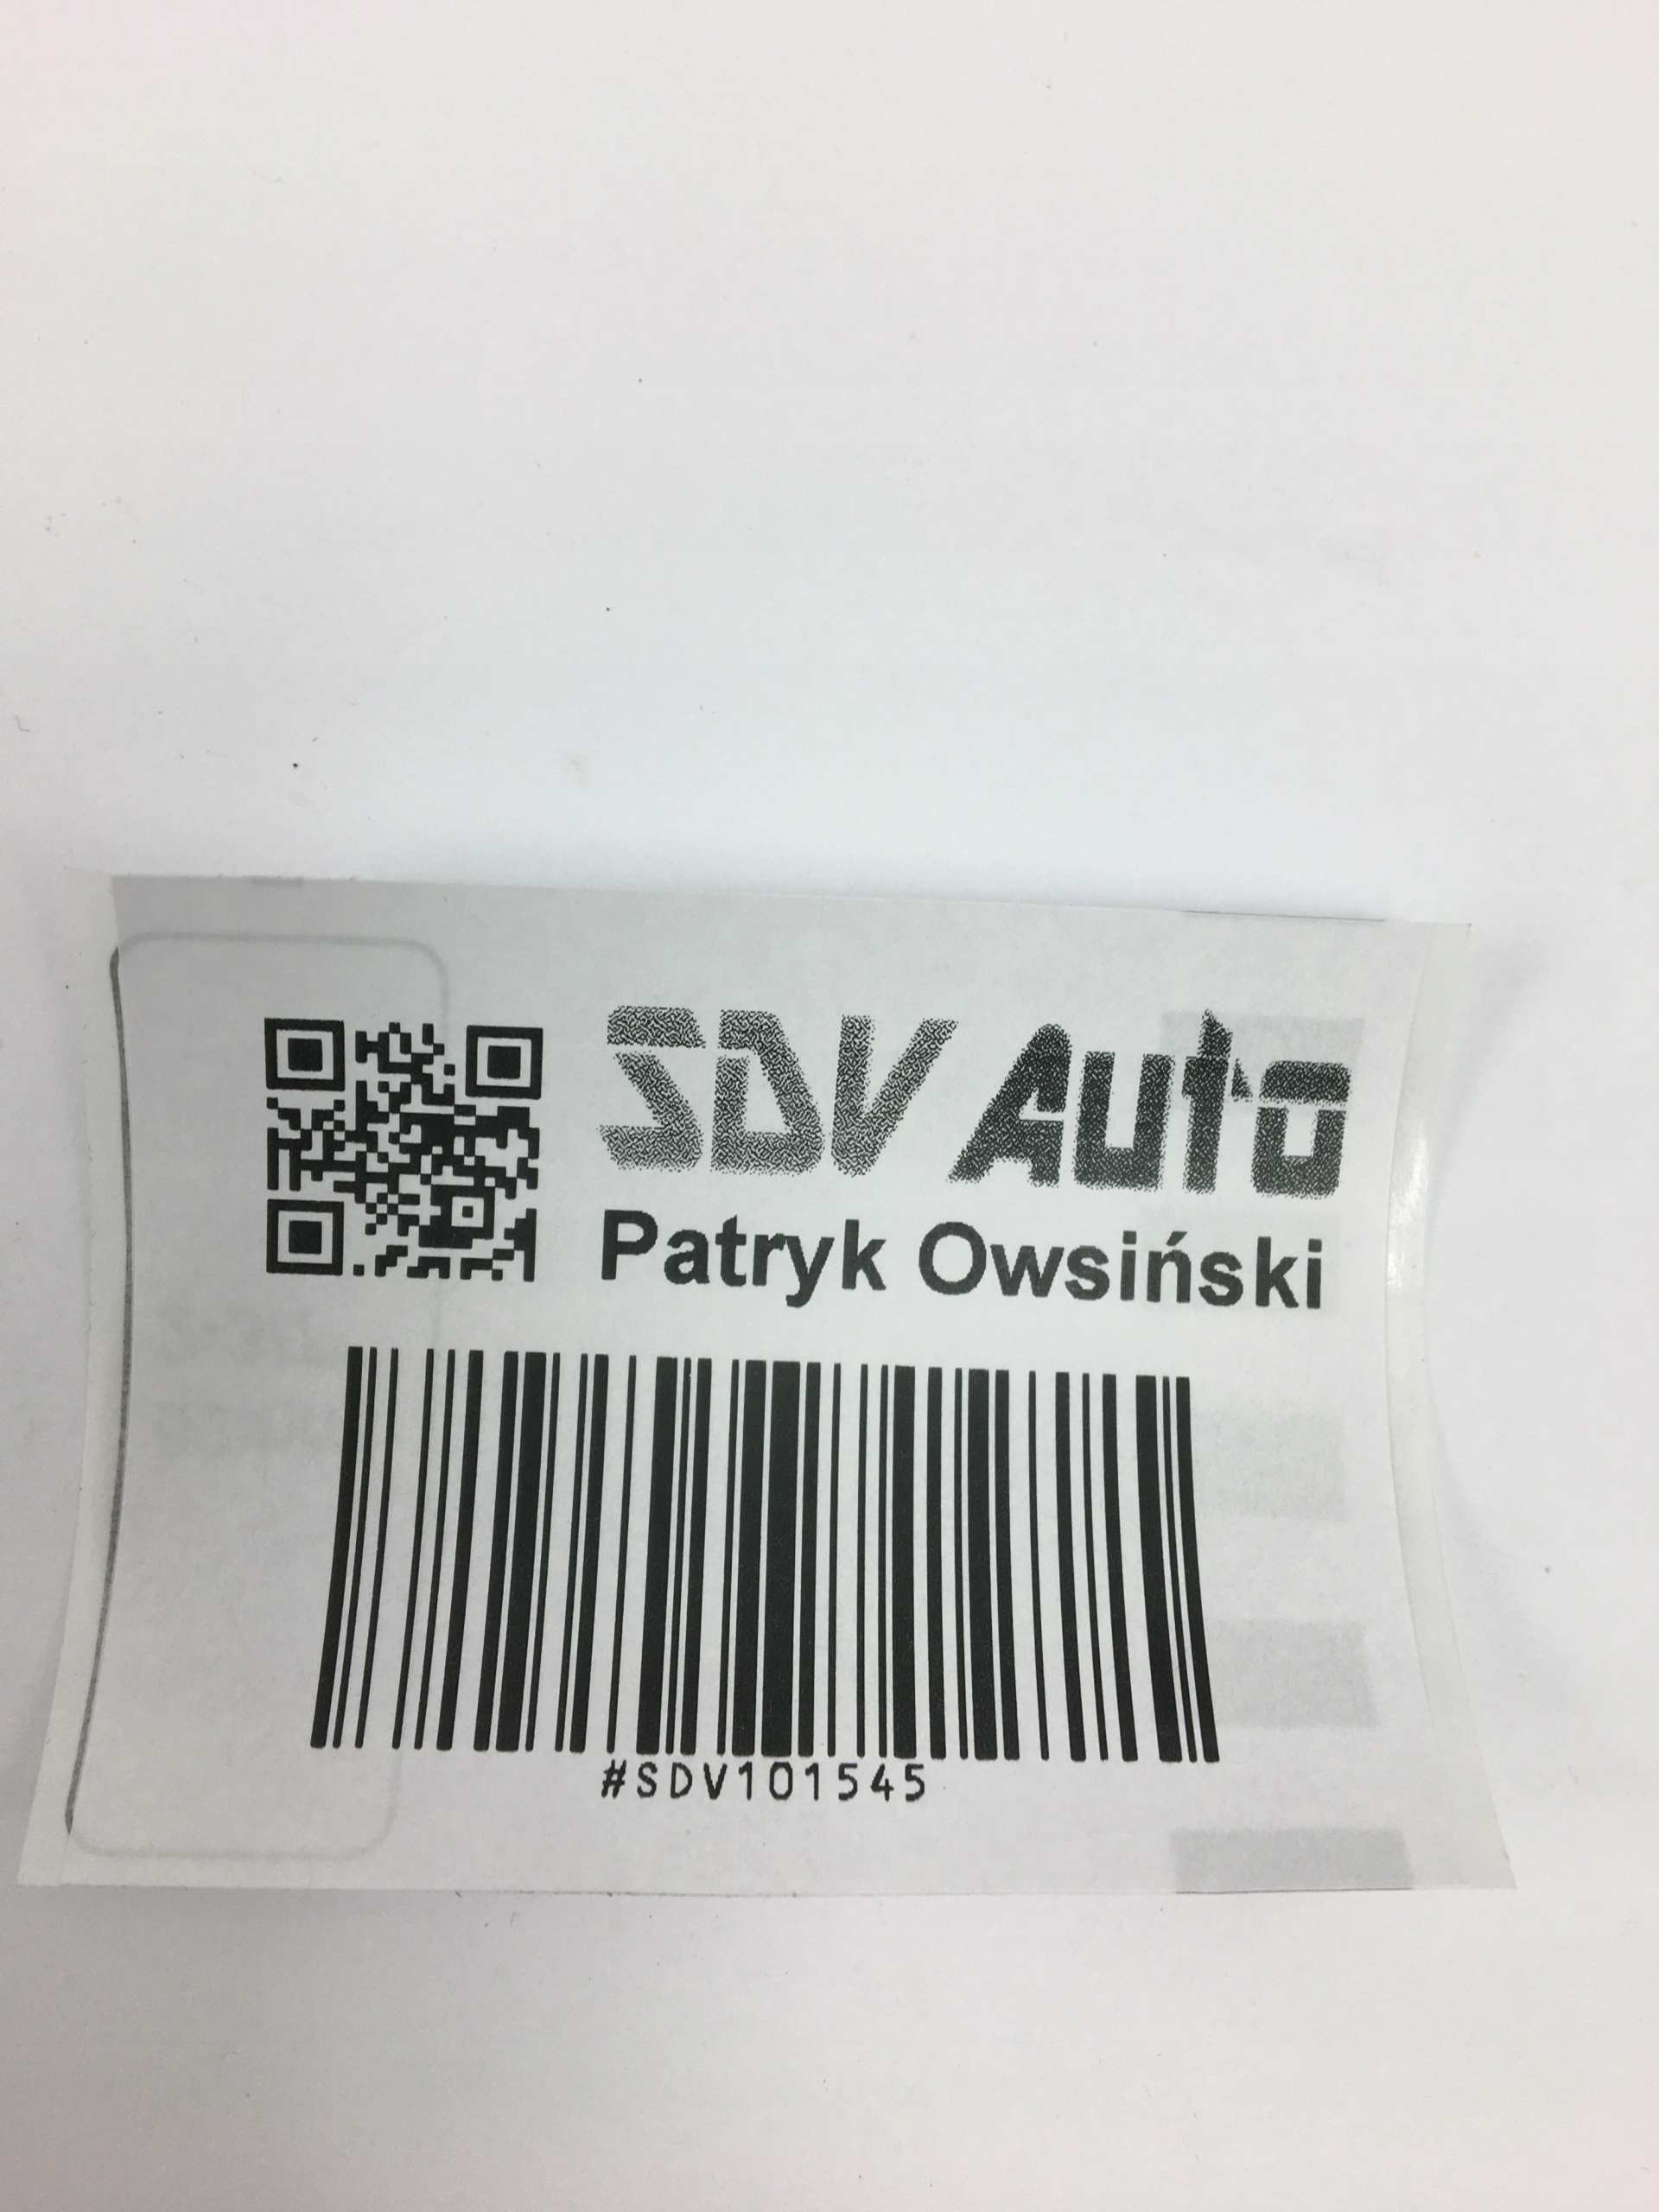 SDV Auto
Patryk Owsiński
#SDV101545